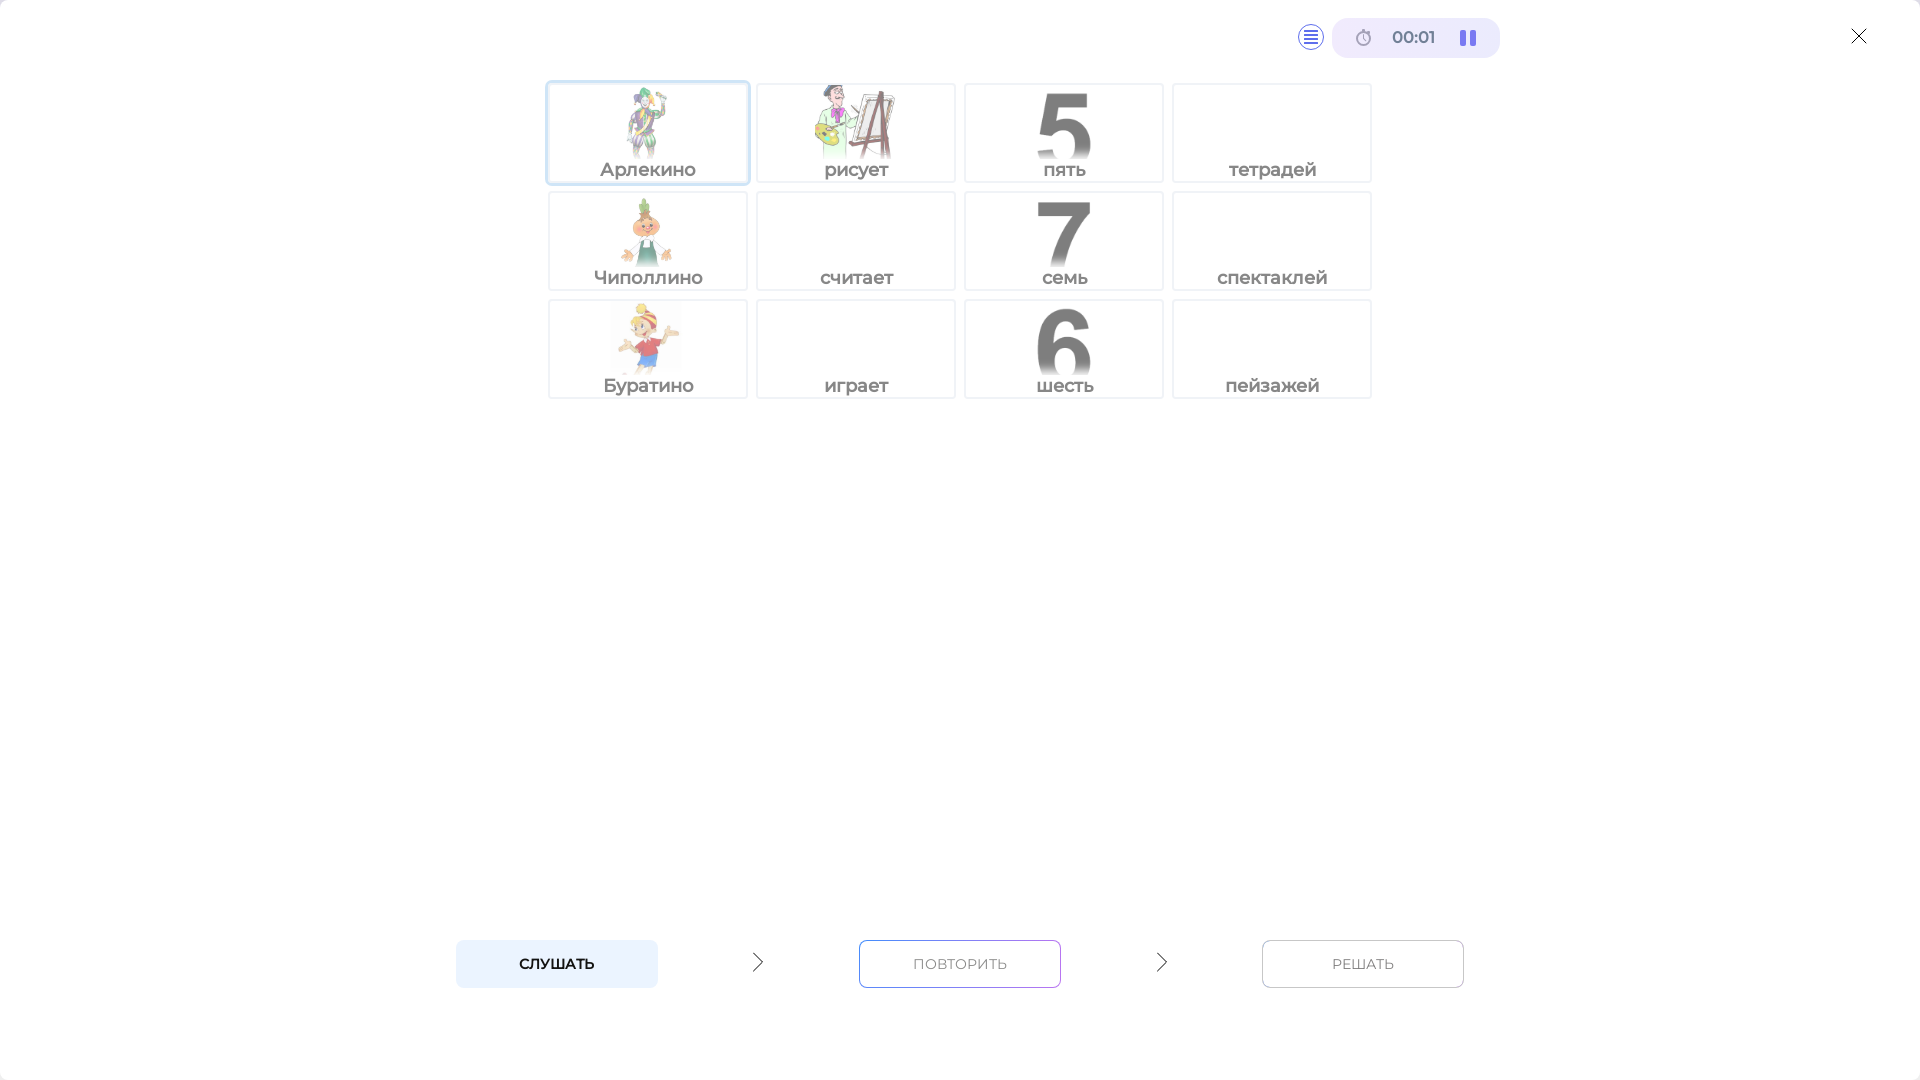 00:01
Арлекино рисует 5 пять тетрадей
Чиполлино считает 7 семь спектаклей
Буратино играет 6 шесть пейзажей
СЛУШАТЬ ПОВТОРИТЬ РЕШАТЬ